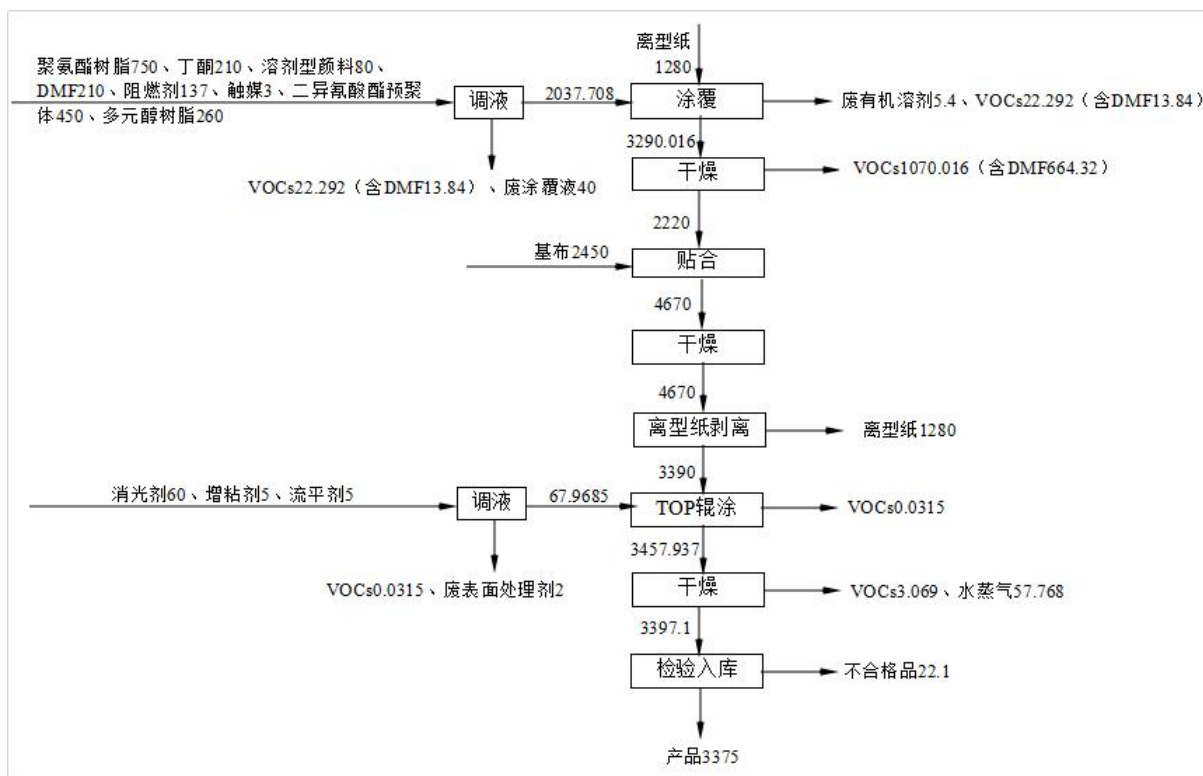 离型纸
1280
聚氨酯树脂750、丁酮210、溶剂型颜料80、
DMF210、阻燃剂137、触媒3、二异氰酸酯预聚
体450、多元醇树脂260
调液
2037.708
涂覆
废有机溶剂5.4、VOCs22.292（含DMF13.84）
3290.016
VOCs22.292（含DMF13.84）、废涂覆液40
干燥
VOCs1070.016（含DMF664.32）
2220
基布2450
贴合
4670
干燥
4670
离型纸剥离
离型纸1280
3390
消光剂60、增粘剂5、流平剂5
调液
67.9685
TOP辊涂
VOCs0.0315
3457.937
VOCs0.0315、废表面处理剂2
干燥
VOCs3.069、水蒸气57.768
3397.1
检验入库
不合格品22.1
产品3375